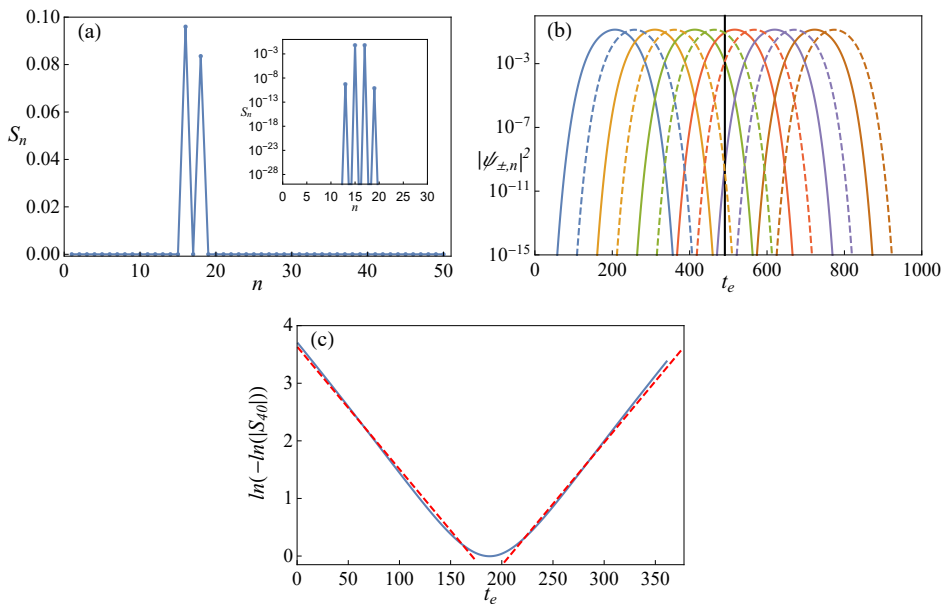 (a)
S_n
0.10
0.08
0.06
0.04
0.02
0.00
0 10 20 30 40 50
n
S_n
10^-3
10^-8
10^-13
10^-18
10^-23
10^-28
0 5 10 15 20 25 30
n
(b)
|ψ_±,n|^2
10^-3
10^-7
10^-11
10^-15
0 200 400 600 800 1000
t_e
(c)
ln(-ln(|S_40|))
4
3
2
1
0
0 50 100 150 200 250 300 350
t_e